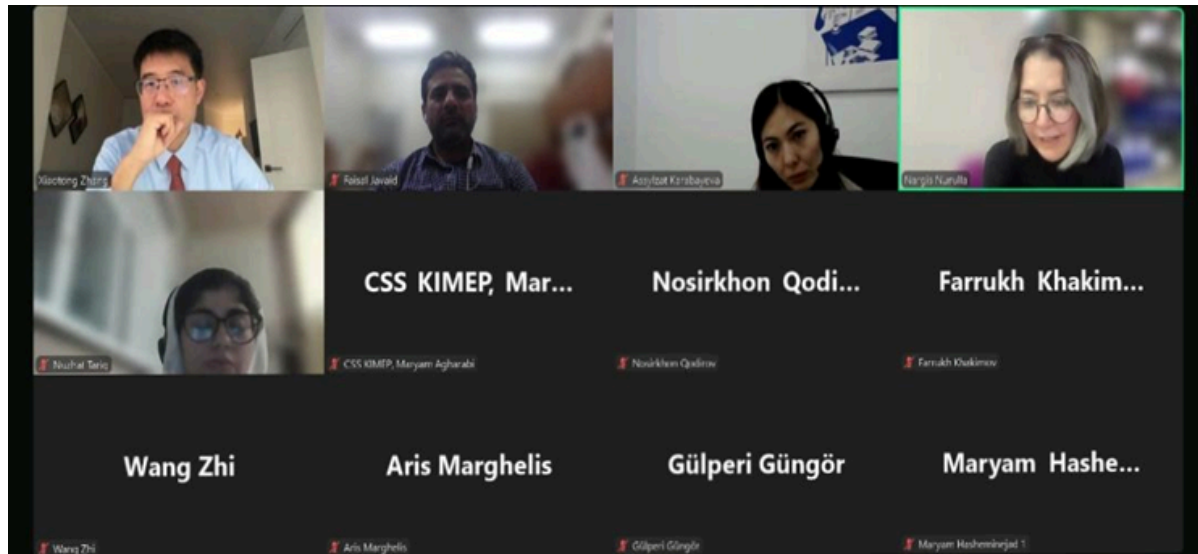 Xiaotong Zhang
Faisal Javaid
Assylzat Karabayeva
Nargis Nurulla
Nuzhat Tariq
CSS KIMEP, Mar...
CSS KIMEP, Maryam Agharabi
Nosirkhon Qodi...
Nosirkhon Qodirov
Farrukh Khakim...
Farrukh Khakimov
Wang Zhi
Wang Zhi
Aris Marghelis
Aris Marghelis
Gülperi Güngör
Gülperi Güngör
Maryam Hashe...
Maryam Hasheminejad 1